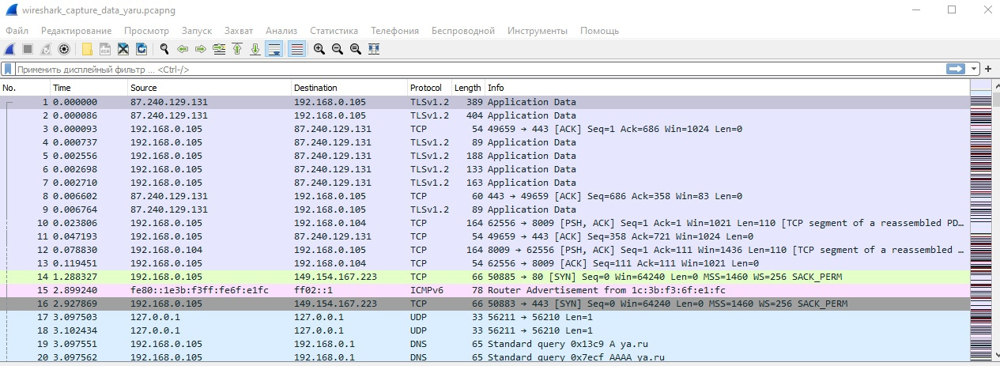 wireshark_capture_data_yaru.pcapng
Файл Редактирование Просмотр Запуск Захват Анализ Статистика Телефония Беспроводной Инструменты Помощь
Применить дисплейный фильтр ... <Ctrl-/>
No. Time Source Destination Protocol Length Info
1 0.000000 87.240.129.131 192.168.0.105 TLSv1.2 389 Application Data
2 0.000086 87.240.129.131 192.168.0.105 TLSv1.2 404 Application Data
3 0.000093 192.168.0.105 87.240.129.131 TCP 54 49659 → 443 [ACK] Seq=1 Ack=686 Win=1024 Len=0
4 0.000737 192.168.0.105 87.240.129.131 TLSv1.2 89 Application Data
5 0.002556 192.168.0.105 87.240.129.131 TLSv1.2 188 Application Data
6 0.002698 192.168.0.105 87.240.129.131 TLSv1.2 133 Application Data
7 0.002710 192.168.0.105 87.240.129.131 TLSv1.2 163 Application Data
8 0.006602 87.240.129.131 192.168.0.105 TCP 60 443 → 49659 [ACK] Seq=686 Ack=358 Win=83 Len=0
9 0.006764 87.240.129.131 192.168.0.105 TLSv1.2 89 Application Data
10 0.023806 192.168.0.105 192.168.0.104 TCP 164 62556 → 8009 [PSH, ACK] Seq=1 Ack=1 Win=1021 Len=110 [TCP segment of a reassembled PD…
11 0.047193 192.168.0.105 87.240.129.131 TCP 54 49659 → 443 [ACK] Seq=358 Ack=721 Win=1024 Len=0
12 0.078830 192.168.0.104 192.168.0.105 TCP 164 8009 → 62556 [PSH, ACK] Seq=1 Ack=111 Win=1436 Len=110 [TCP segment of a reassembled …
13 0.119451 192.168.0.105 192.168.0.104 TCP 54 62556 → 8009 [ACK] Seq=111 Ack=111 Win=1021 Len=0
14 1.288327 192.168.0.105 149.154.167.223 TCP 66 50885 → 80 [SYN] Seq=0 Win=64240 Len=0 MSS=1460 WS=256 SACK_PERM
15 2.899240 fe80::1e3b:f3ff:fe6f:e1fc ff02::1 ICMPv6 78 Router Advertisement from 1c:3b:f3:6f:e1:fc
16 2.927869 192.168.0.105 149.154.167.223 TCP 66 50883 → 443 [SYN] Seq=0 Win=64240 Len=0 MSS=1460 WS=256 SACK_PERM
17 3.097503 127.0.0.1 127.0.0.1 UDP 33 56211 → 56210 Len=1
18 3.102434 127.0.0.1 127.0.0.1 UDP 33 56211 → 56210 Len=1
19 3.097551 192.168.0.105 192.168.0.1 DNS 65 Standard query 0x13c9 A ya.ru
20 3.097562 192.168.0.105 192.168.0.1 DNS 65 Standard query 0x7ecf AAAA ya.ru